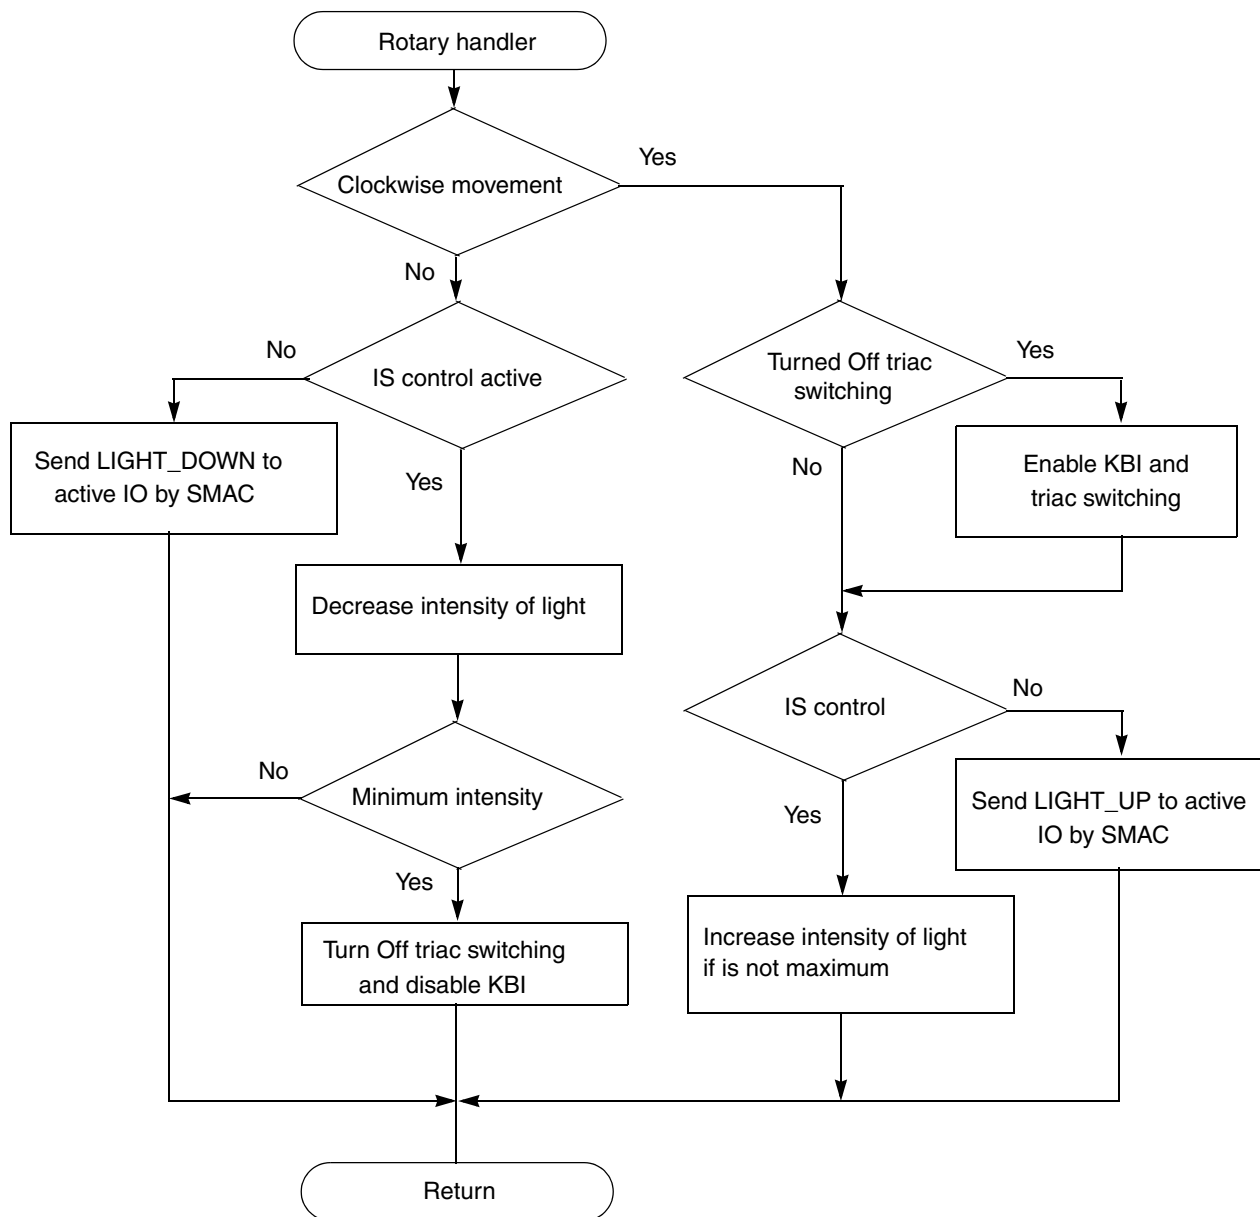 Rotary handler
Clockwise movement
Yes
No
No
IS control active
Turned Off triac
switching
Yes
Send LIGHT_DOWN to
active IO by SMAC
Yes
No
Enable KBI and
triac switching
Decrease intensity of light
IS control
No
No
Minimum intensity
Yes
Send LIGHT_UP to active
IO by SMAC
Yes
Turn Off triac switching
and disable KBI
Increase intensity of light
if is not maximum
Return